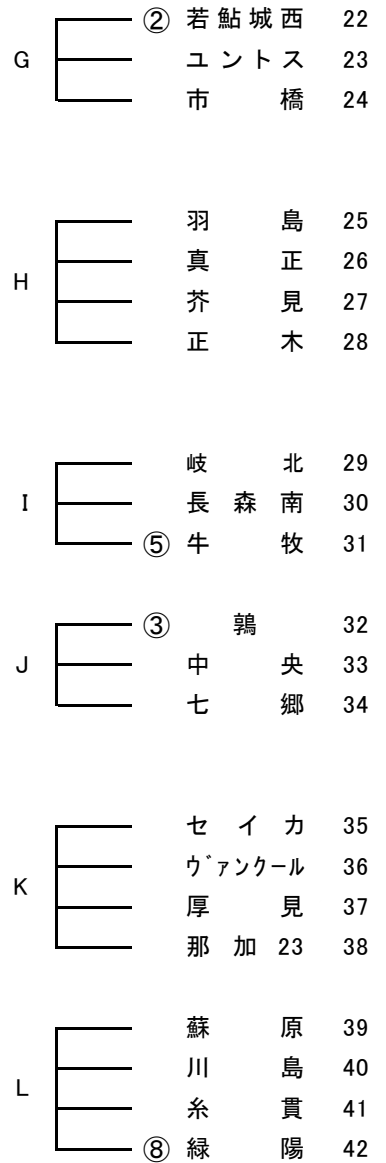 ② 若鮎城西 22
G ユントス 23
市橋 24
羽島 25
真正 26
H
芥見 27
正木 28
岐北 29
I 長森南 30
⑤ 牛牧 31
③ 鶉 32
J 中央 33
七郷 34
セイカ 35
ヴァンクール 36
K
厚見 37
那加23 38
蘇原 39
川島 40
L
糸貫 41
⑧ 緑陽 42